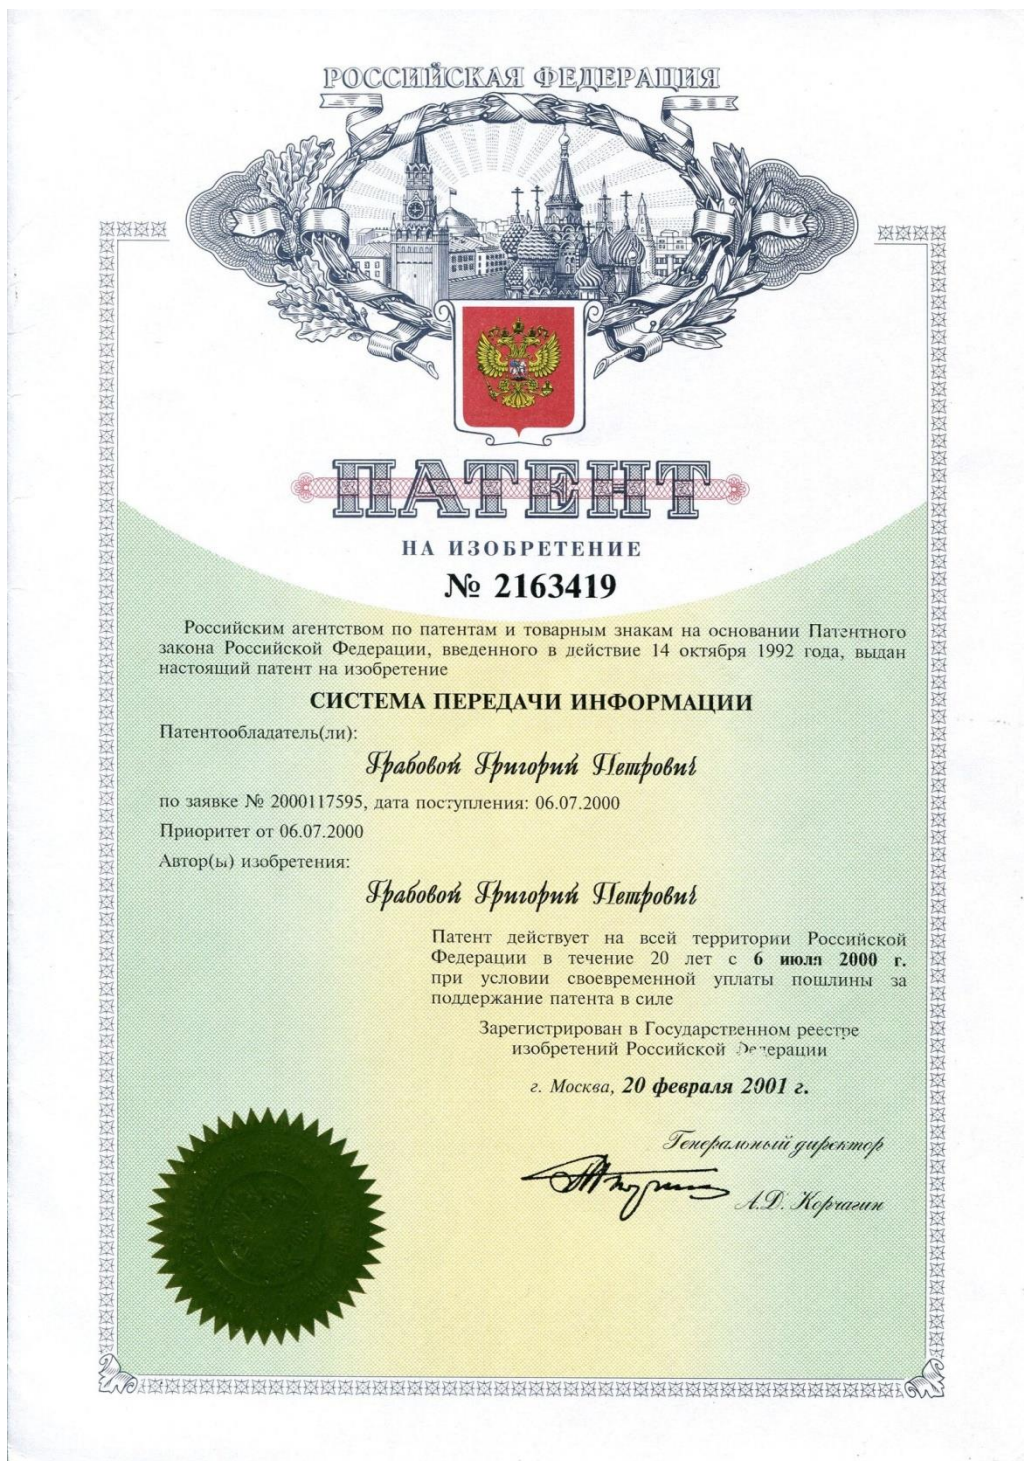 РОССИЙСКАЯ ФЕДЕРАЦИЯ
ПАТЕНТ
НА ИЗОБРЕТЕНИЕ
№ 2163419
Российским агентством по патентам и товарным знакам на основании Патентного
закона Российской Федерации, введенного в действие 14 октября 1992 года, выдан
настоящий патент на изобретение
СИСТЕМА ПЕРЕДАЧИ ИНФОРМАЦИИ
Патентообладатель(ли):
Грабовой Григорий Петрович
по заявке № 2000117595, дата поступления: 06.07.2000
Приоритет от 06.07.2000
Автор(ы) изобретения:
Грабовой Григорий Петрович
Патент действует на всей территории Российской
Федерации в течение 20 лет с 6 июля 2000 г.
при условии своевременной уплаты пошлины за
поддержание патента в силе
Зарегистрирован в Государственном реестре
изобретений Российской Федерации
г. Москва, 20 февраля 2001 г.
Генеральный директор
А.Д. Корчагин